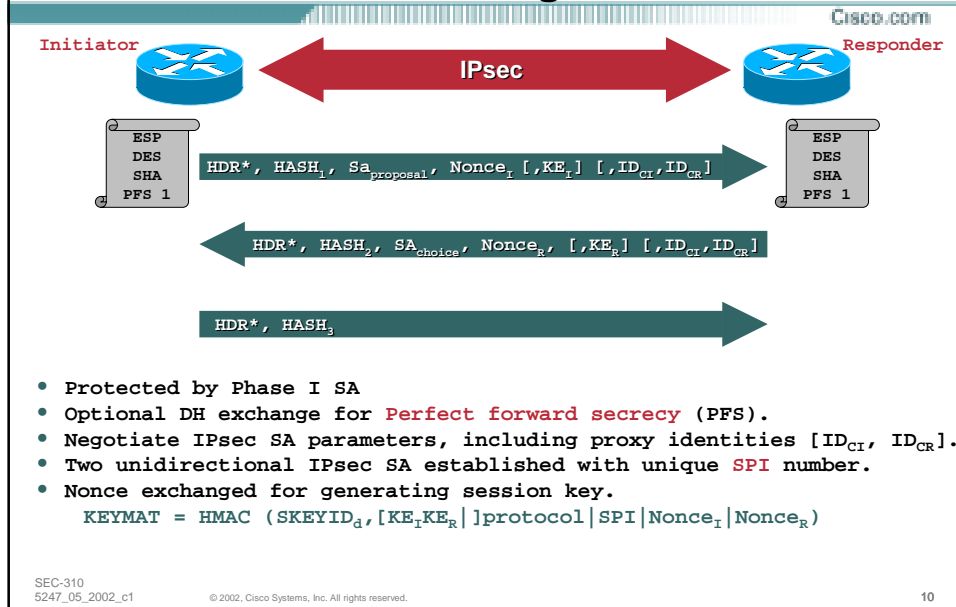 Cisco.com
Initiator
Responder
IPsec
ESP
DES
SHA
PFS 1
ESP
DES
SHA
PFS 1
HDR*, HASH1, Saproposal, NonceI [,KEI] [,IDCI,IDCR]
HDR*, HASH2, SAchoice, NonceR, [,KER] [,IDCI,IDCR]
HDR*, HASH3
• Protected by Phase I SA
• Optional DH exchange for Perfect forward secrecy (PFS).
• Negotiate IPsec SA parameters, including proxy identities [IDCI, IDCR].
• Two unidirectional IPsec SA established with unique SPI number.
• Nonce exchanged for generating session key.
KEYMAT = HMAC (SKEYIDd,[KEIKER|]protocol|SPI|NonceI|NonceR)
SEC-310
5247_05_2002_c1
© 2002, Cisco Systems, Inc. All rights reserved.
10